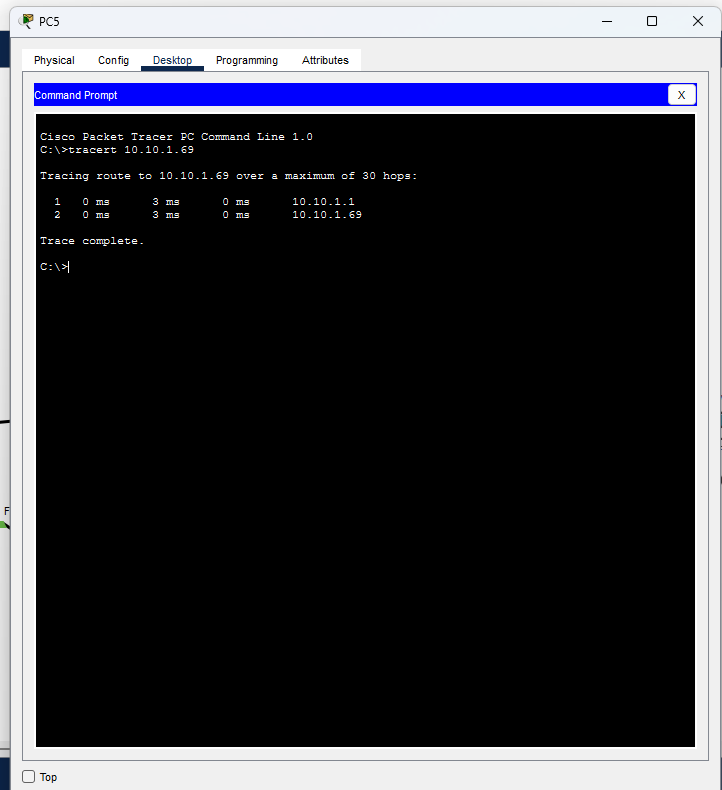 PC5
Physical Config Desktop Programming Attributes
Command Prompt
X
Cisco Packet Tracer PC Command Line 1.0
C:\>tracert 10.10.1.69
Tracing route to 10.10.1.69 over a maximum of 30 hops:
1 0 ms 3 ms 0 ms 10.10.1.1
2 0 ms 3 ms 0 ms 10.10.1.69
Trace complete.
C:\>
F
Top